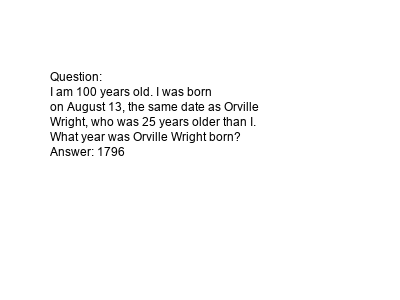 Question:
I am 100 years old. I was born
on August 13, the same date as Orville
Wright, who was 25 years older than I.
What year was Orville Wright born?
Answer: 1796